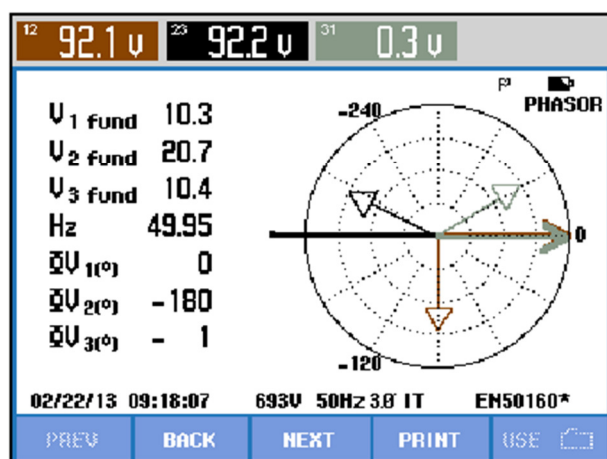 12 92.1 V 23 92.2 V 31 0.3 V
PHASOR
V1 fund 10.3
V2 fund 20.7
V3 fund 10.4
Hz 49.95
ΦV1(°) 0
ΦV2(°) -180
ΦV3(°) - 1
-240
0
-120
02/22/13 09:18:07 693V 50Hz 3.0 IT EN50160*
PREV BACK NEXT PRINT USE